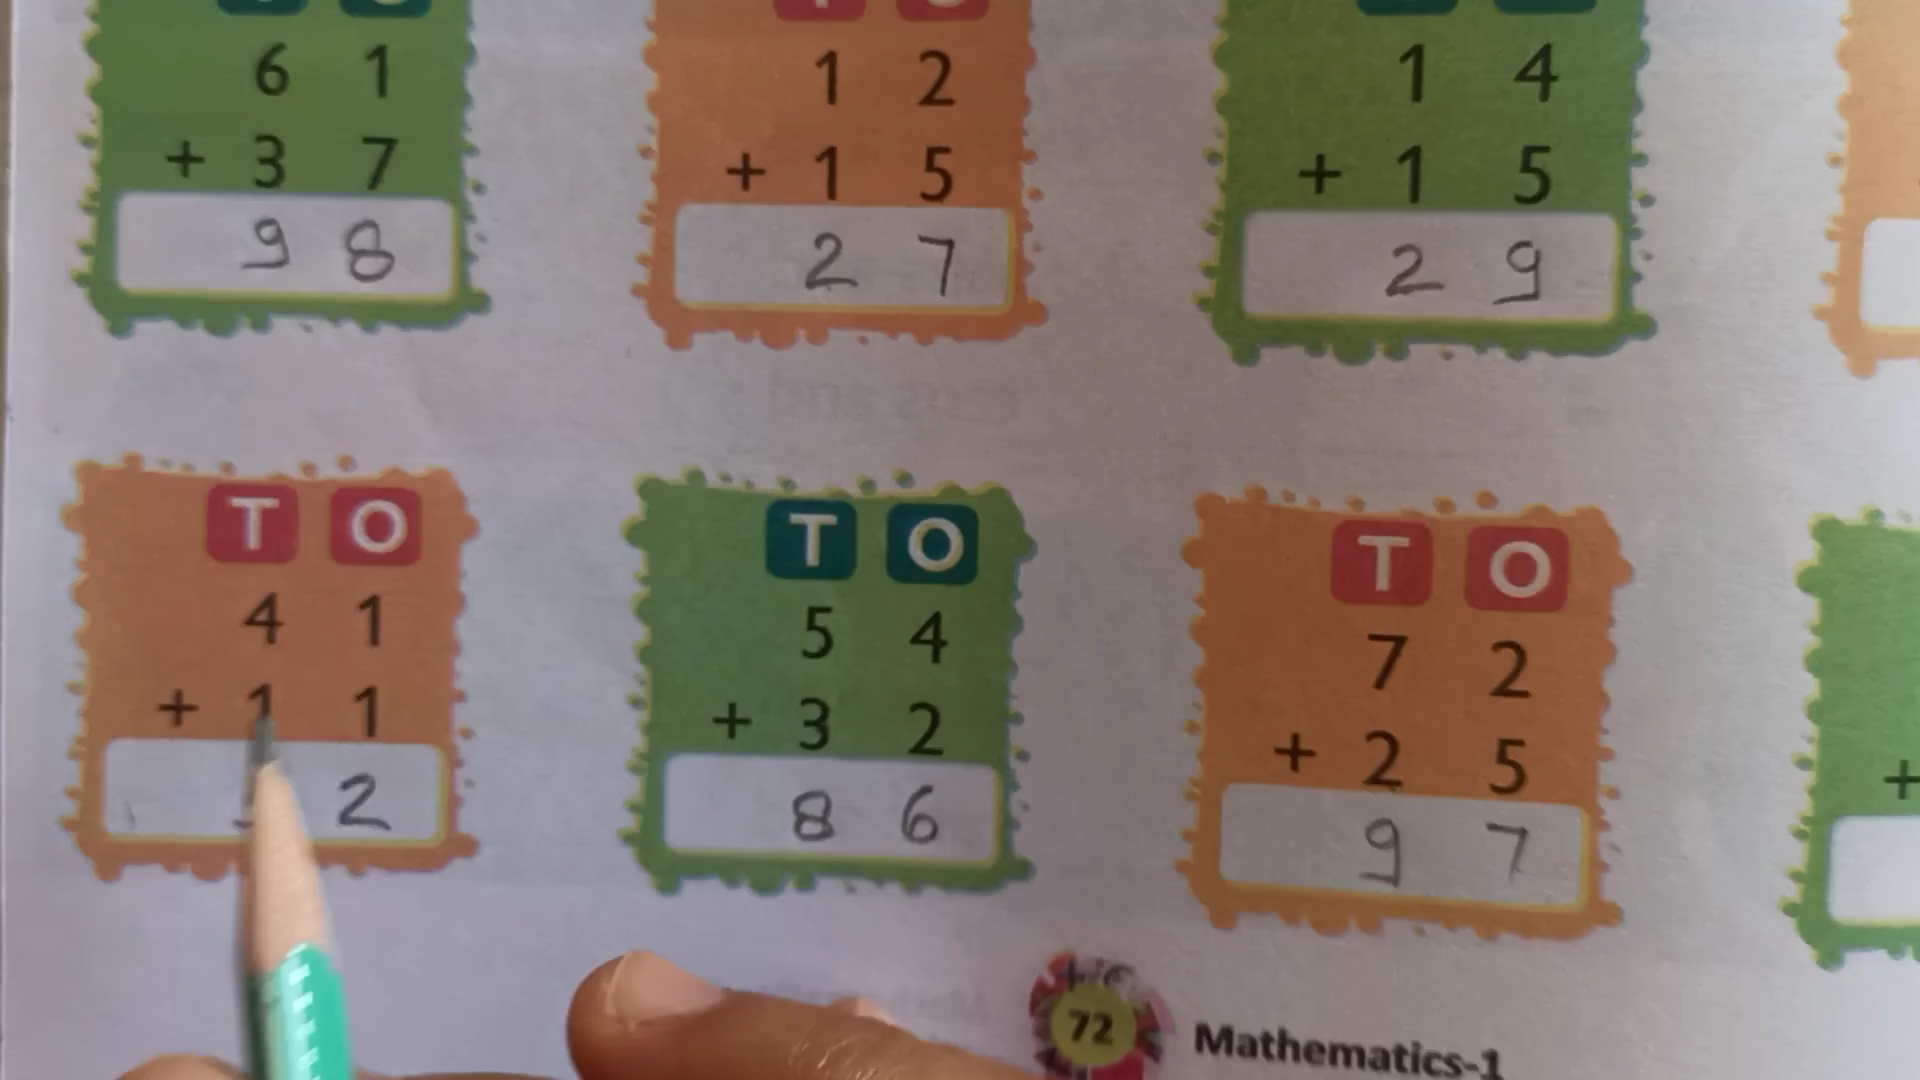 6 1
+ 3 7
9 8
1 2
+ 1 5
2 7
1 4
+ 1 5
2 9
T O
4 1
+ 1 1
2
T O
5 4
+ 3 2
8 6
T O
7 2
+ 2 5
9 7
+
72
Mathematics-1